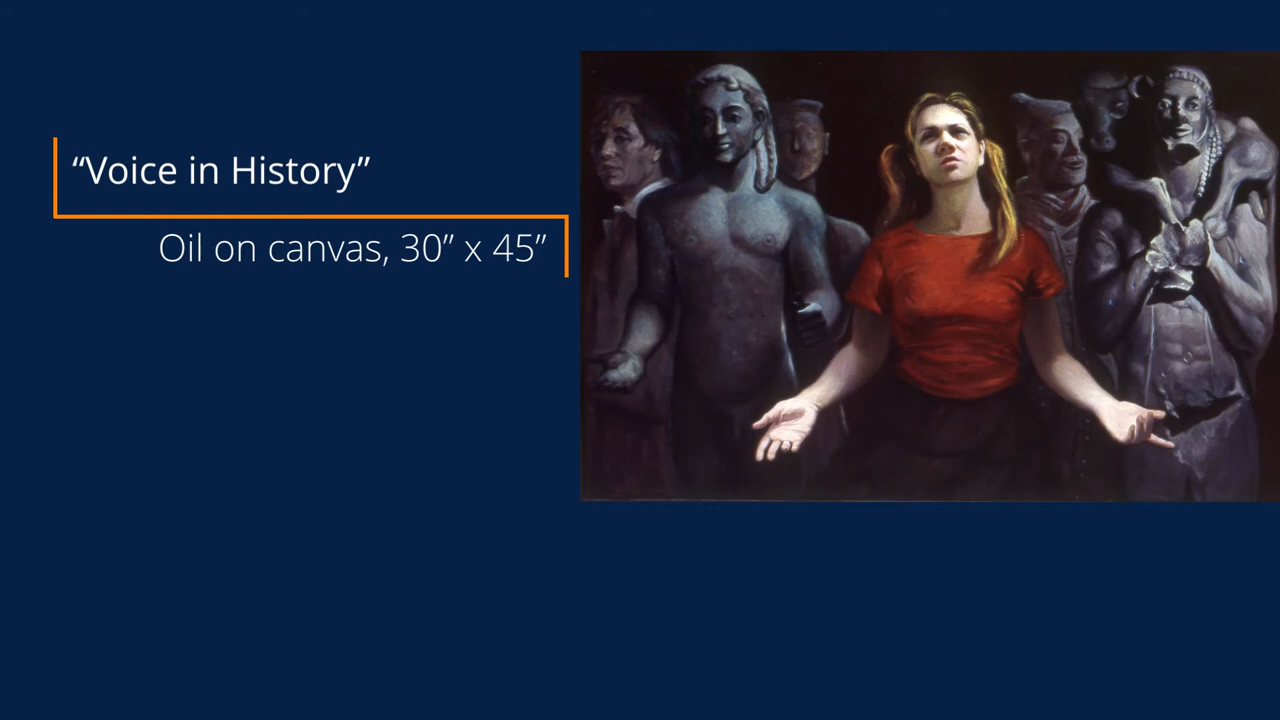 “Voice in History”
Oil on canvas, 30” x 45”